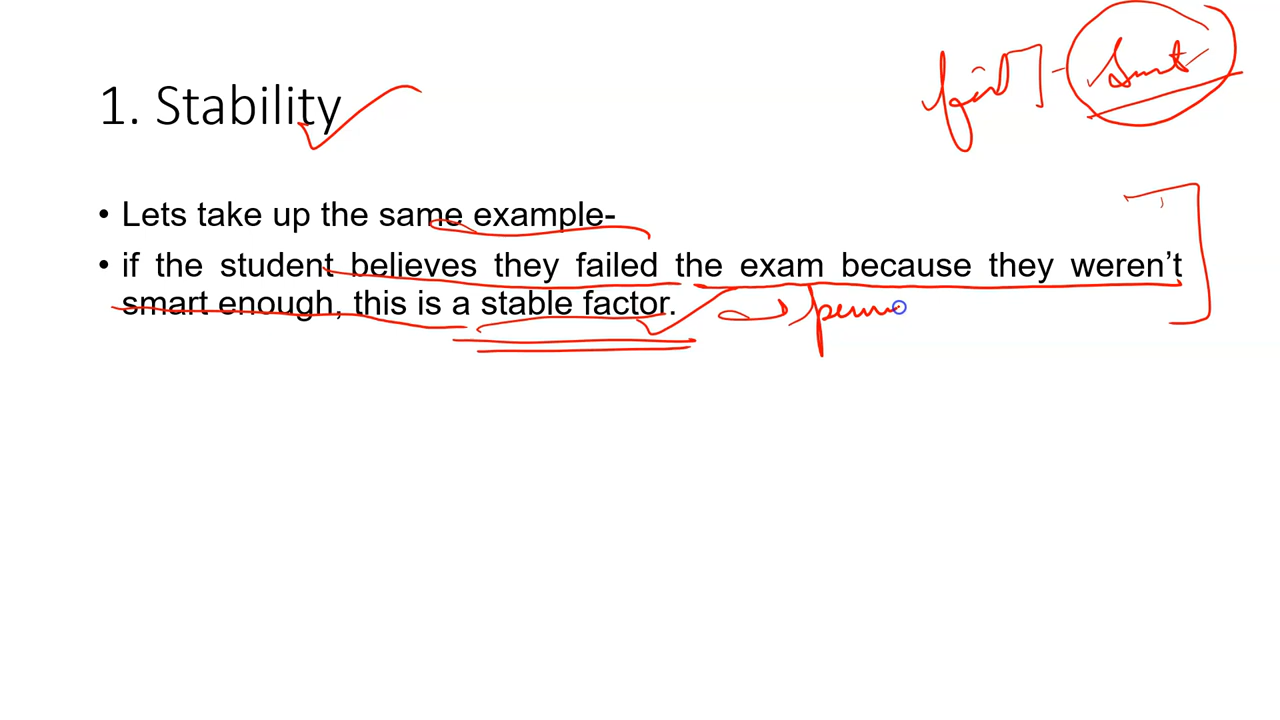 1. Stability
Smt
• Lets take up the same example-
• if the student believes they failed the exam because they weren't
smart enough, this is a stable factor.